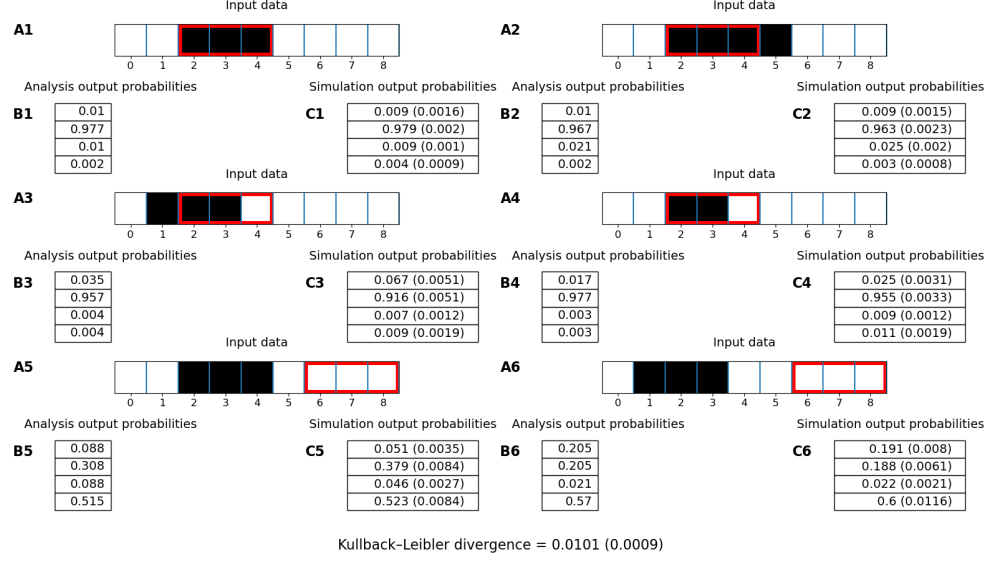 Input data Input data
A1 A2
0 1 2 3 4 5 6 7 8 0 1 2 3 4 5 6 7 8
Analysis output probabilities Simulation output probabilities Analysis output probabilities Simulation output probabilities
B1 0.01 C1 0.009 (0.0016) B2 0.01 C2 0.009 (0.0015)
0.977 0.979 (0.002) 0.967 0.963 (0.0023)
0.01 0.009 (0.001) 0.021 0.025 (0.002)
0.002 0.004 (0.0009) 0.002 0.003 (0.0008)
Input data Input data
A3 A4
0 1 2 3 4 5 6 7 8 0 1 2 3 4 5 6 7 8
Analysis output probabilities Simulation output probabilities Analysis output probabilities Simulation output probabilities
B3 0.035 C3 0.067 (0.0051) B4 0.017 C4 0.025 (0.0031)
0.957 0.916 (0.0051) 0.977 0.955 (0.0033)
0.004 0.007 (0.0012) 0.003 0.009 (0.0012)
0.004 0.009 (0.0019) 0.003 0.011 (0.0019)
Input data Input data
A5 A6
0 1 2 3 4 5 6 7 8 0 1 2 3 4 5 6 7 8
Analysis output probabilities Simulation output probabilities Analysis output probabilities Simulation output probabilities
B5 0.088 C5 0.051 (0.0035) B6 0.205 C6 0.191 (0.008)
0.308 0.379 (0.0084) 0.205 0.188 (0.0061)
0.088 0.046 (0.0027) 0.021 0.022 (0.0021)
0.515 0.523 (0.0084) 0.57 0.6 (0.0116)
Kullback–Leibler divergence = 0.0101 (0.0009)